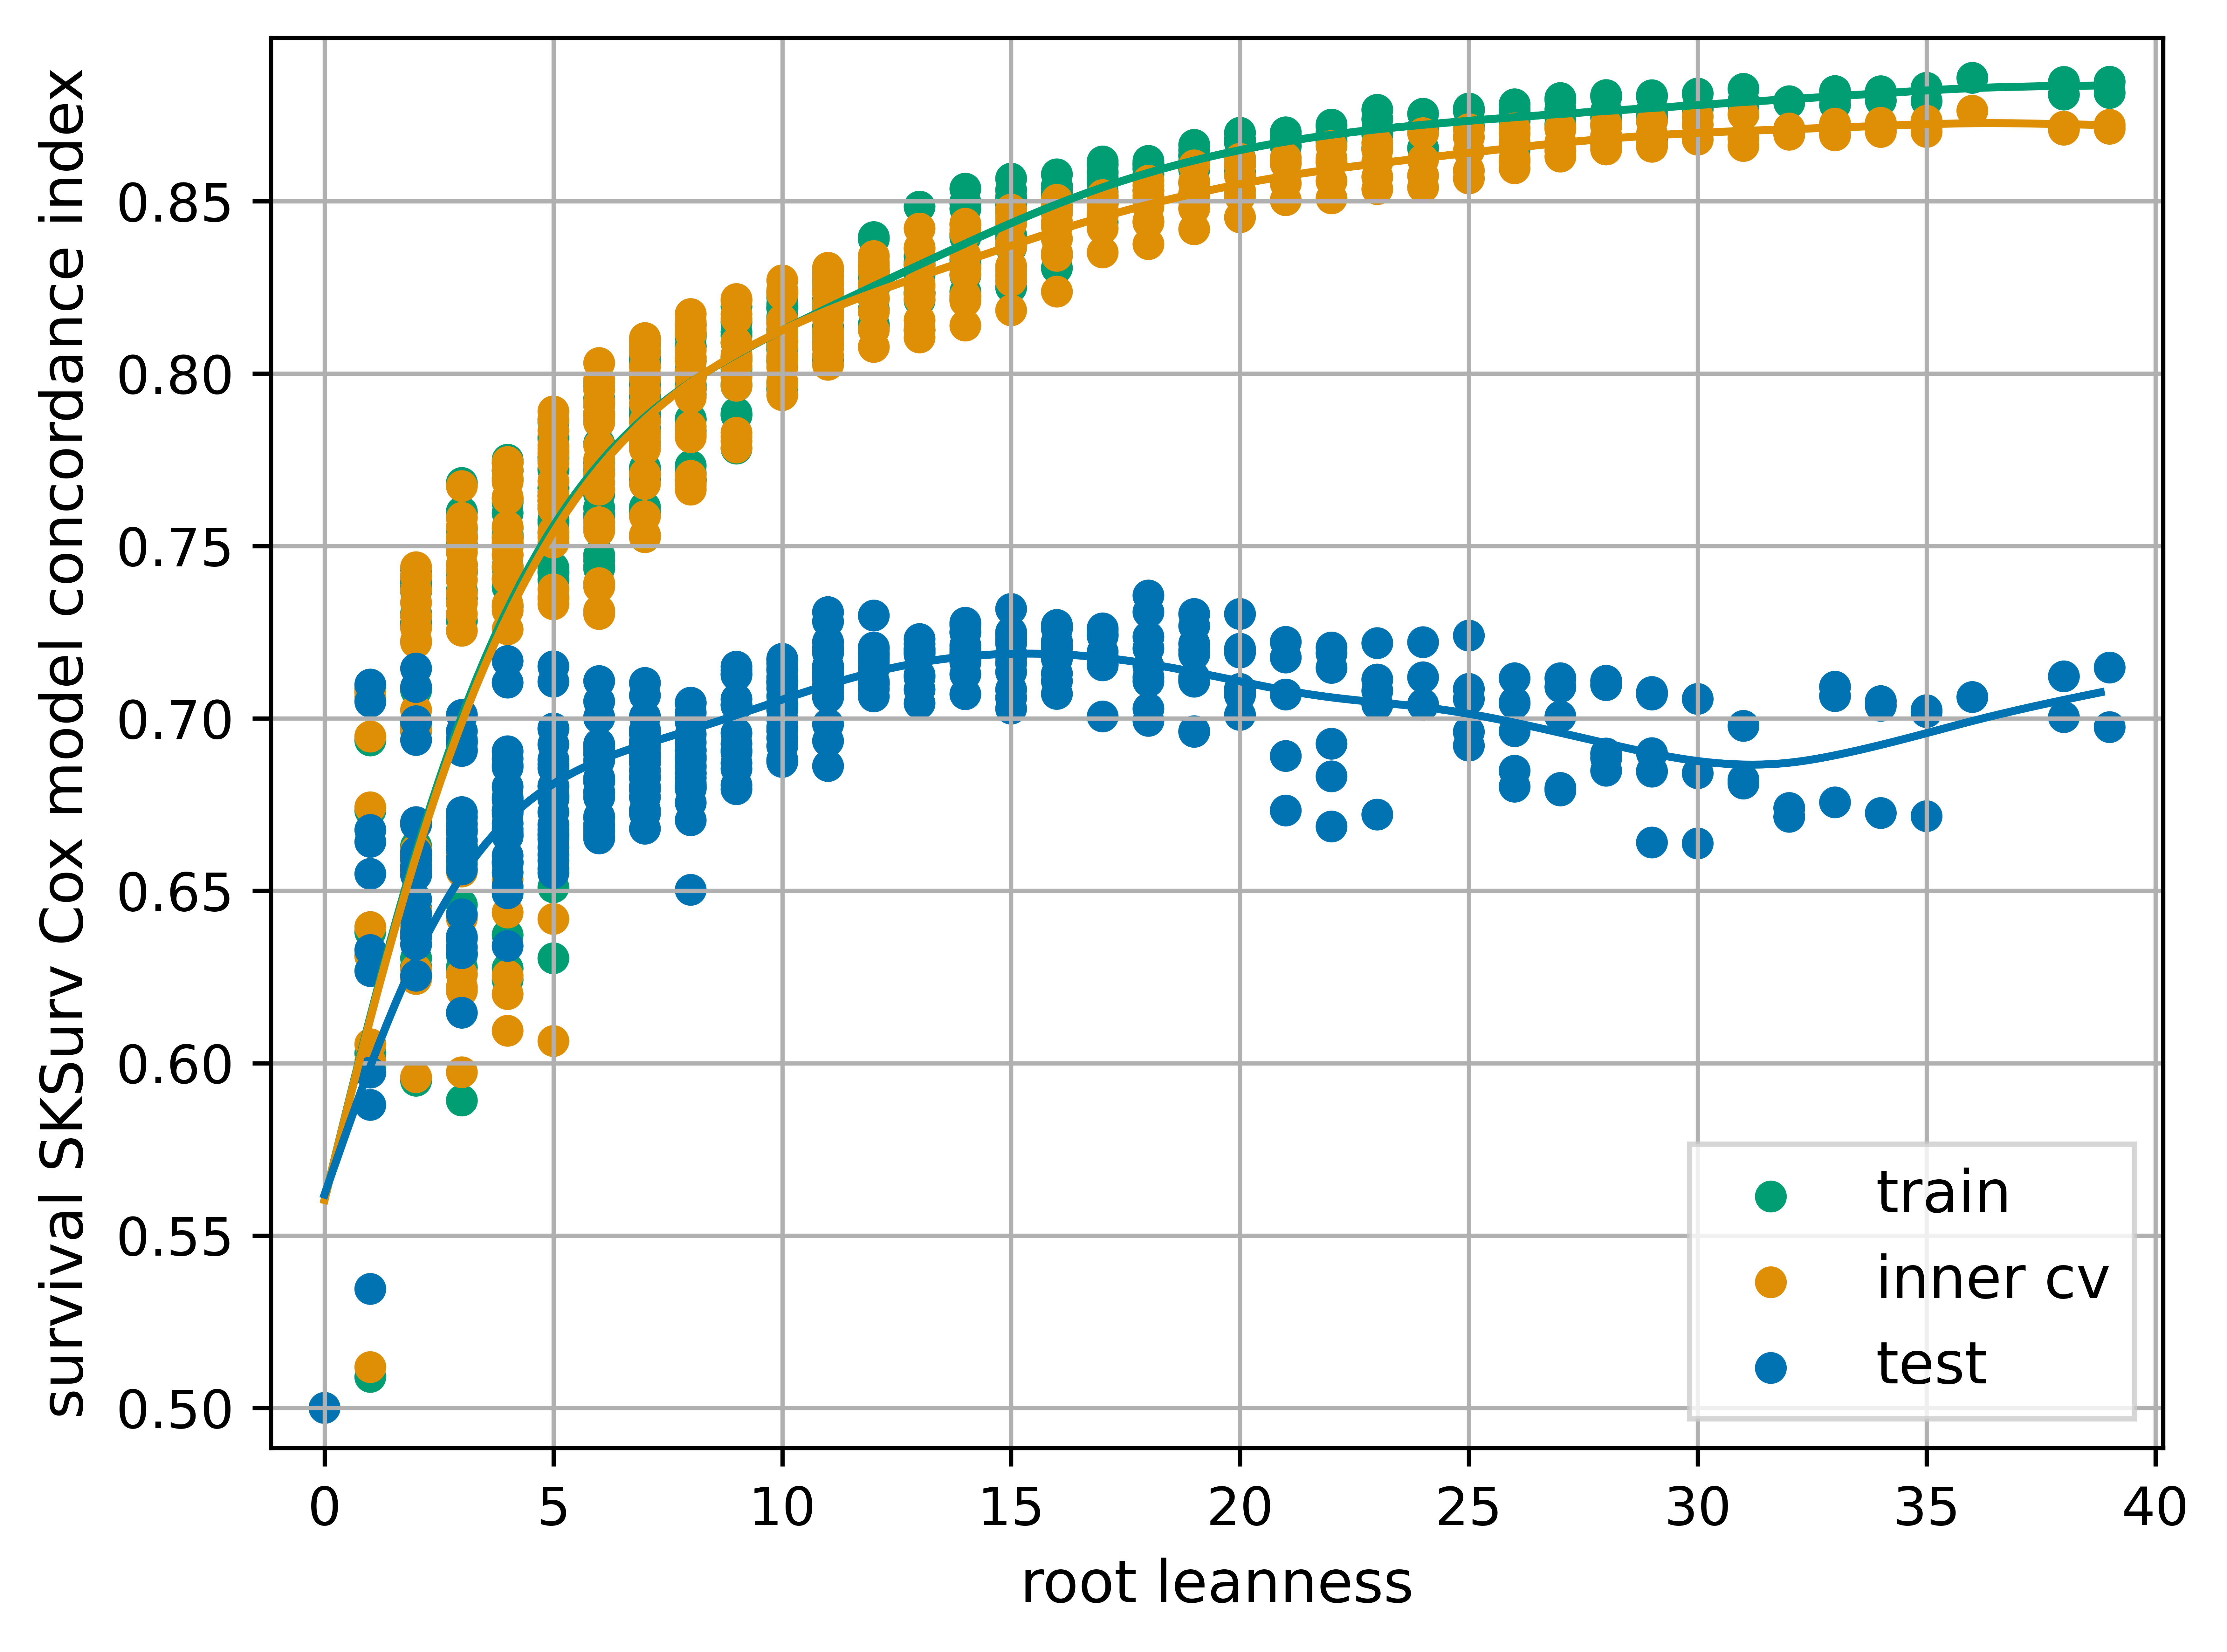 survival SKSurv Cox model concordance index
0.85
0.80
0.75
0.70
0.65
0.60
0.55
0.50
train
inner cv
test
0 5 10 15 20 25 30 35 40
root leanness